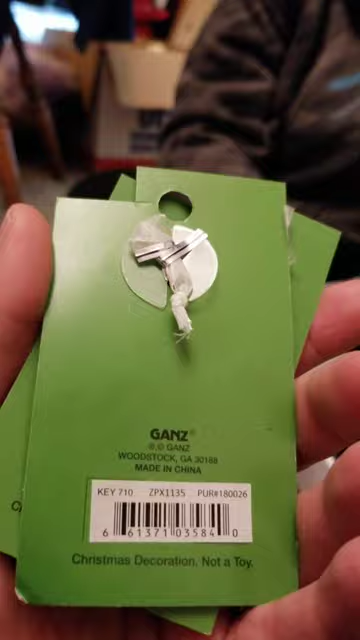 GANZ®
®,© GANZ
WOODSTOCK, GA 30188
MADE IN CHINA
KEY 710 ZPX1135 PUR#180026
6 61371 03584 0
Christmas Decoration. Not a Toy.